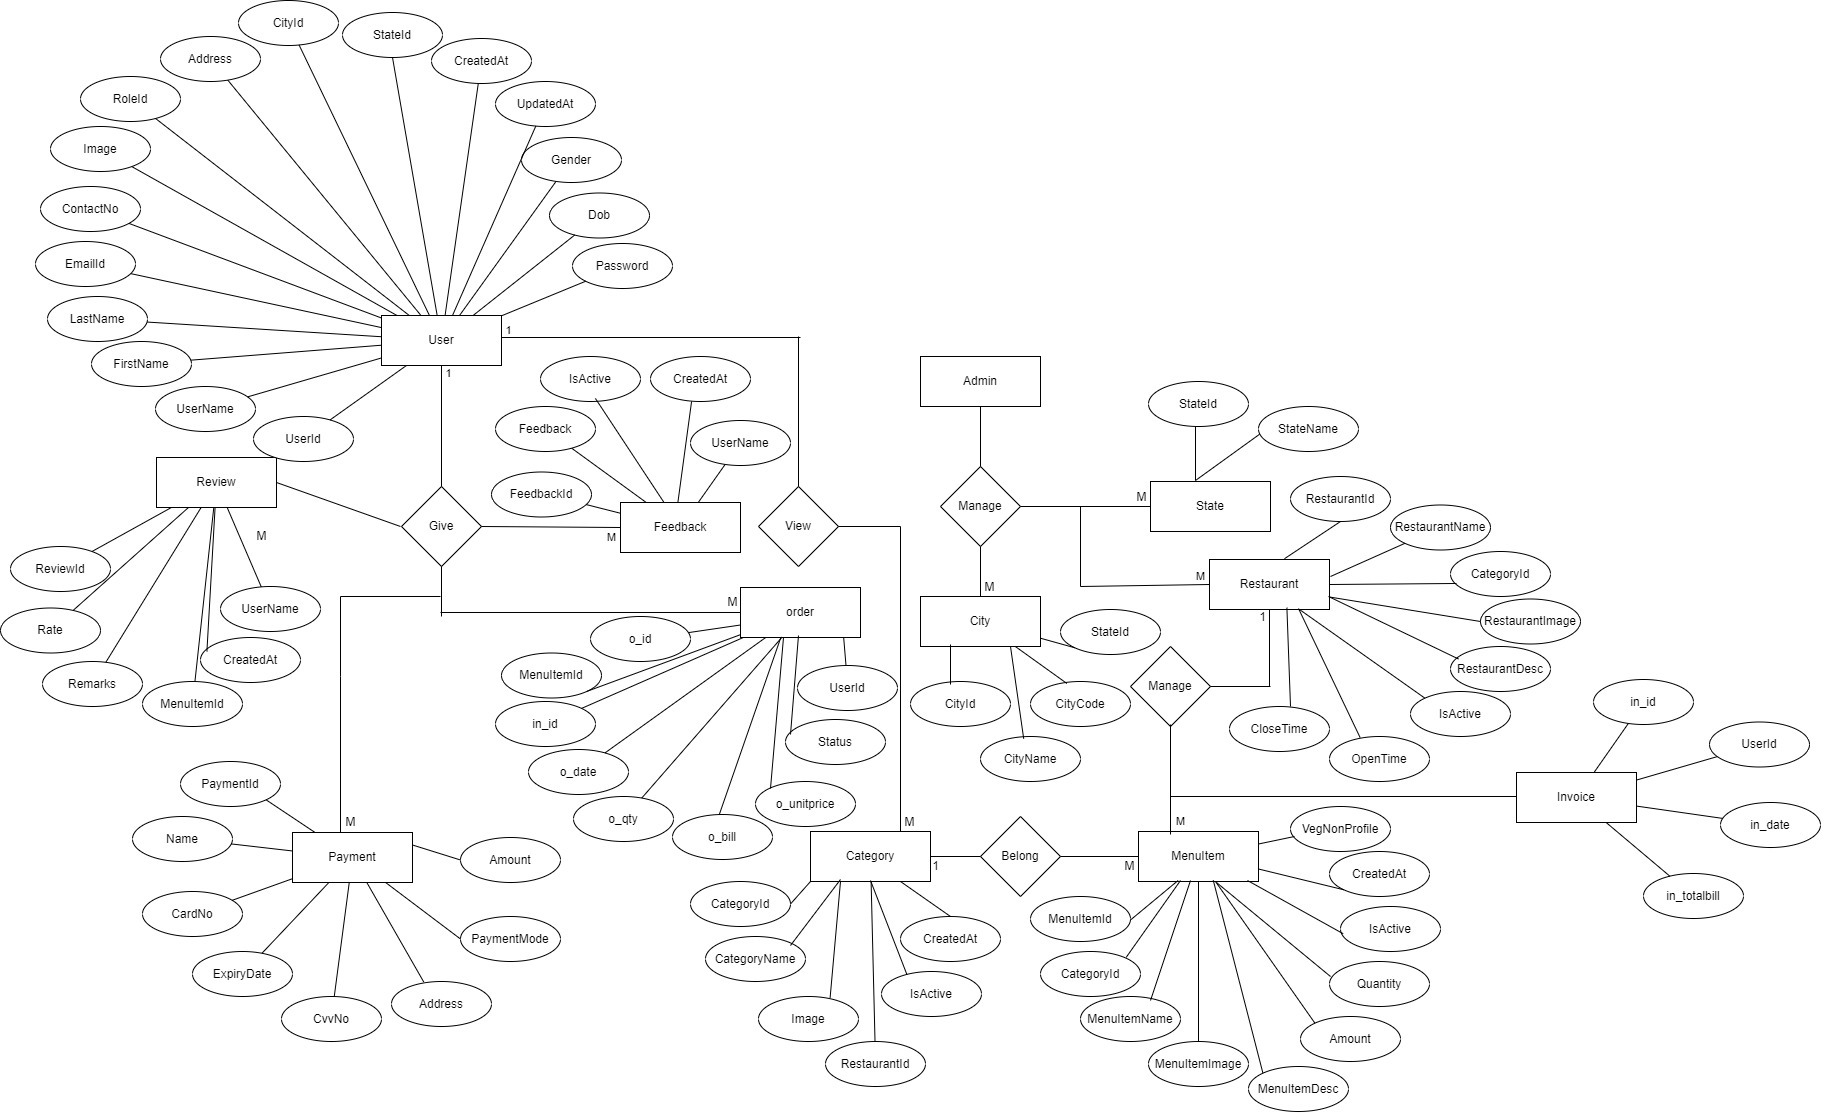 CityId
StateId
Address
CreatedAt
RoleId
UpdatedAt
Image
Gender
ContactNo
Dob
EmailId
Password
LastName
User
1
FirstName
1
UserName
UserId
IsActive
CreatedAt
Feedback
UserName
FeedbackId
Feedback
M
Admin
StateId
StateName
Review
Give
View
Manage
M
State
M
ReviewId
UserName
Rate
CreatedAt
Remarks
MenuItemId
RestaurantId
RestaurantName
M
Restaurant
CategoryId
1
RestaurantImage
RestaurantDesc
IsActive
CloseTime
OpenTime
M
City
StateId
CityId
CityCode
CityName
Manage
M
order
o_id
MenuItemId
UserId
in_id
Status
o_date
o_unitprice
o_qty
o_bill
in_id
UserId
Invoice
in_date
in_totalbill
PaymentId
M
Name
Payment
Amount
CardNo
PaymentMode
ExpiryDate
Address
CvvNo
M
Category
1
Belong
M
M
MenuItem
VegNonProfile
CreatedAt
CategoryId
CreatedAt
CategoryName
IsActive
Image
RestaurantId
MenuItemId
IsActive
CategoryId
Quantity
MenuItemName
Amount
MenuItemImage
MenuItemDesc